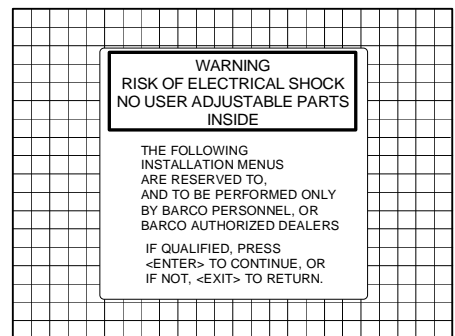 WARNING
RISK OF ELECTRICAL SHOCK
NO USER ADJUSTABLE PARTS
INSIDE
THE FOLLOWING
INSTALLATION MENUS
ARE RESERVED TO,
AND TO BE PERFORMED ONLY
BY BARCO PERSONNEL, OR
BARCO AUTHORIZED DEALERS
IF QUALIFIED, PRESS
<ENTER> TO CONTINUE, OR
IF NOT, <EXIT> TO RETURN.